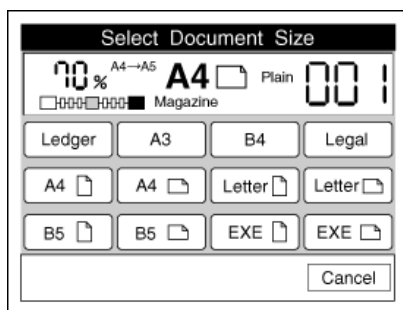 Select Document Size
70 % A4→A5 A4 Plain 001
Magazine
Ledger A3 B4 Legal
A4 A4 Letter Letter
B5 B5 EXE EXE
Cancel